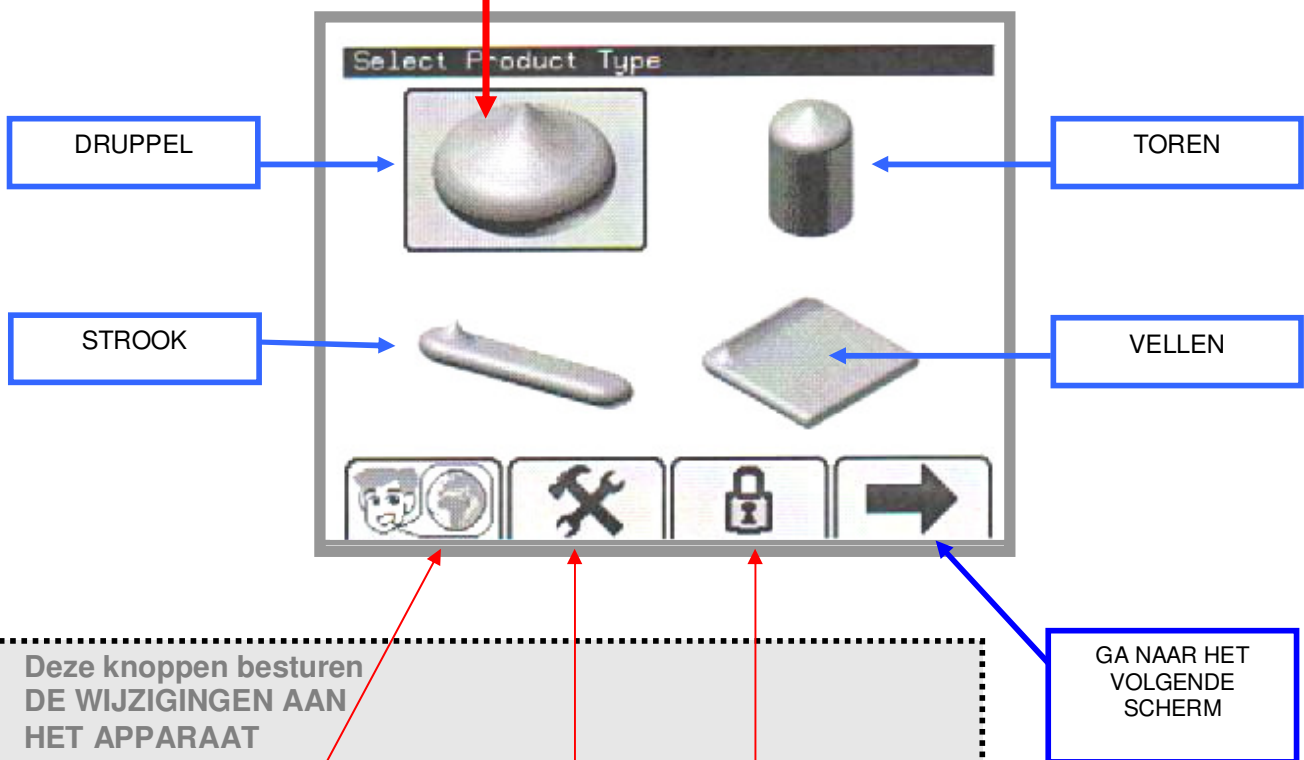 Select Product Type
DRUPPEL
TOREN
STROOK
VELLEN
Deze knoppen besturen
DE WIJZIGINGEN AAN
HET APPARAAT
GA NAAR HET
VOLGENDE
SCHERM